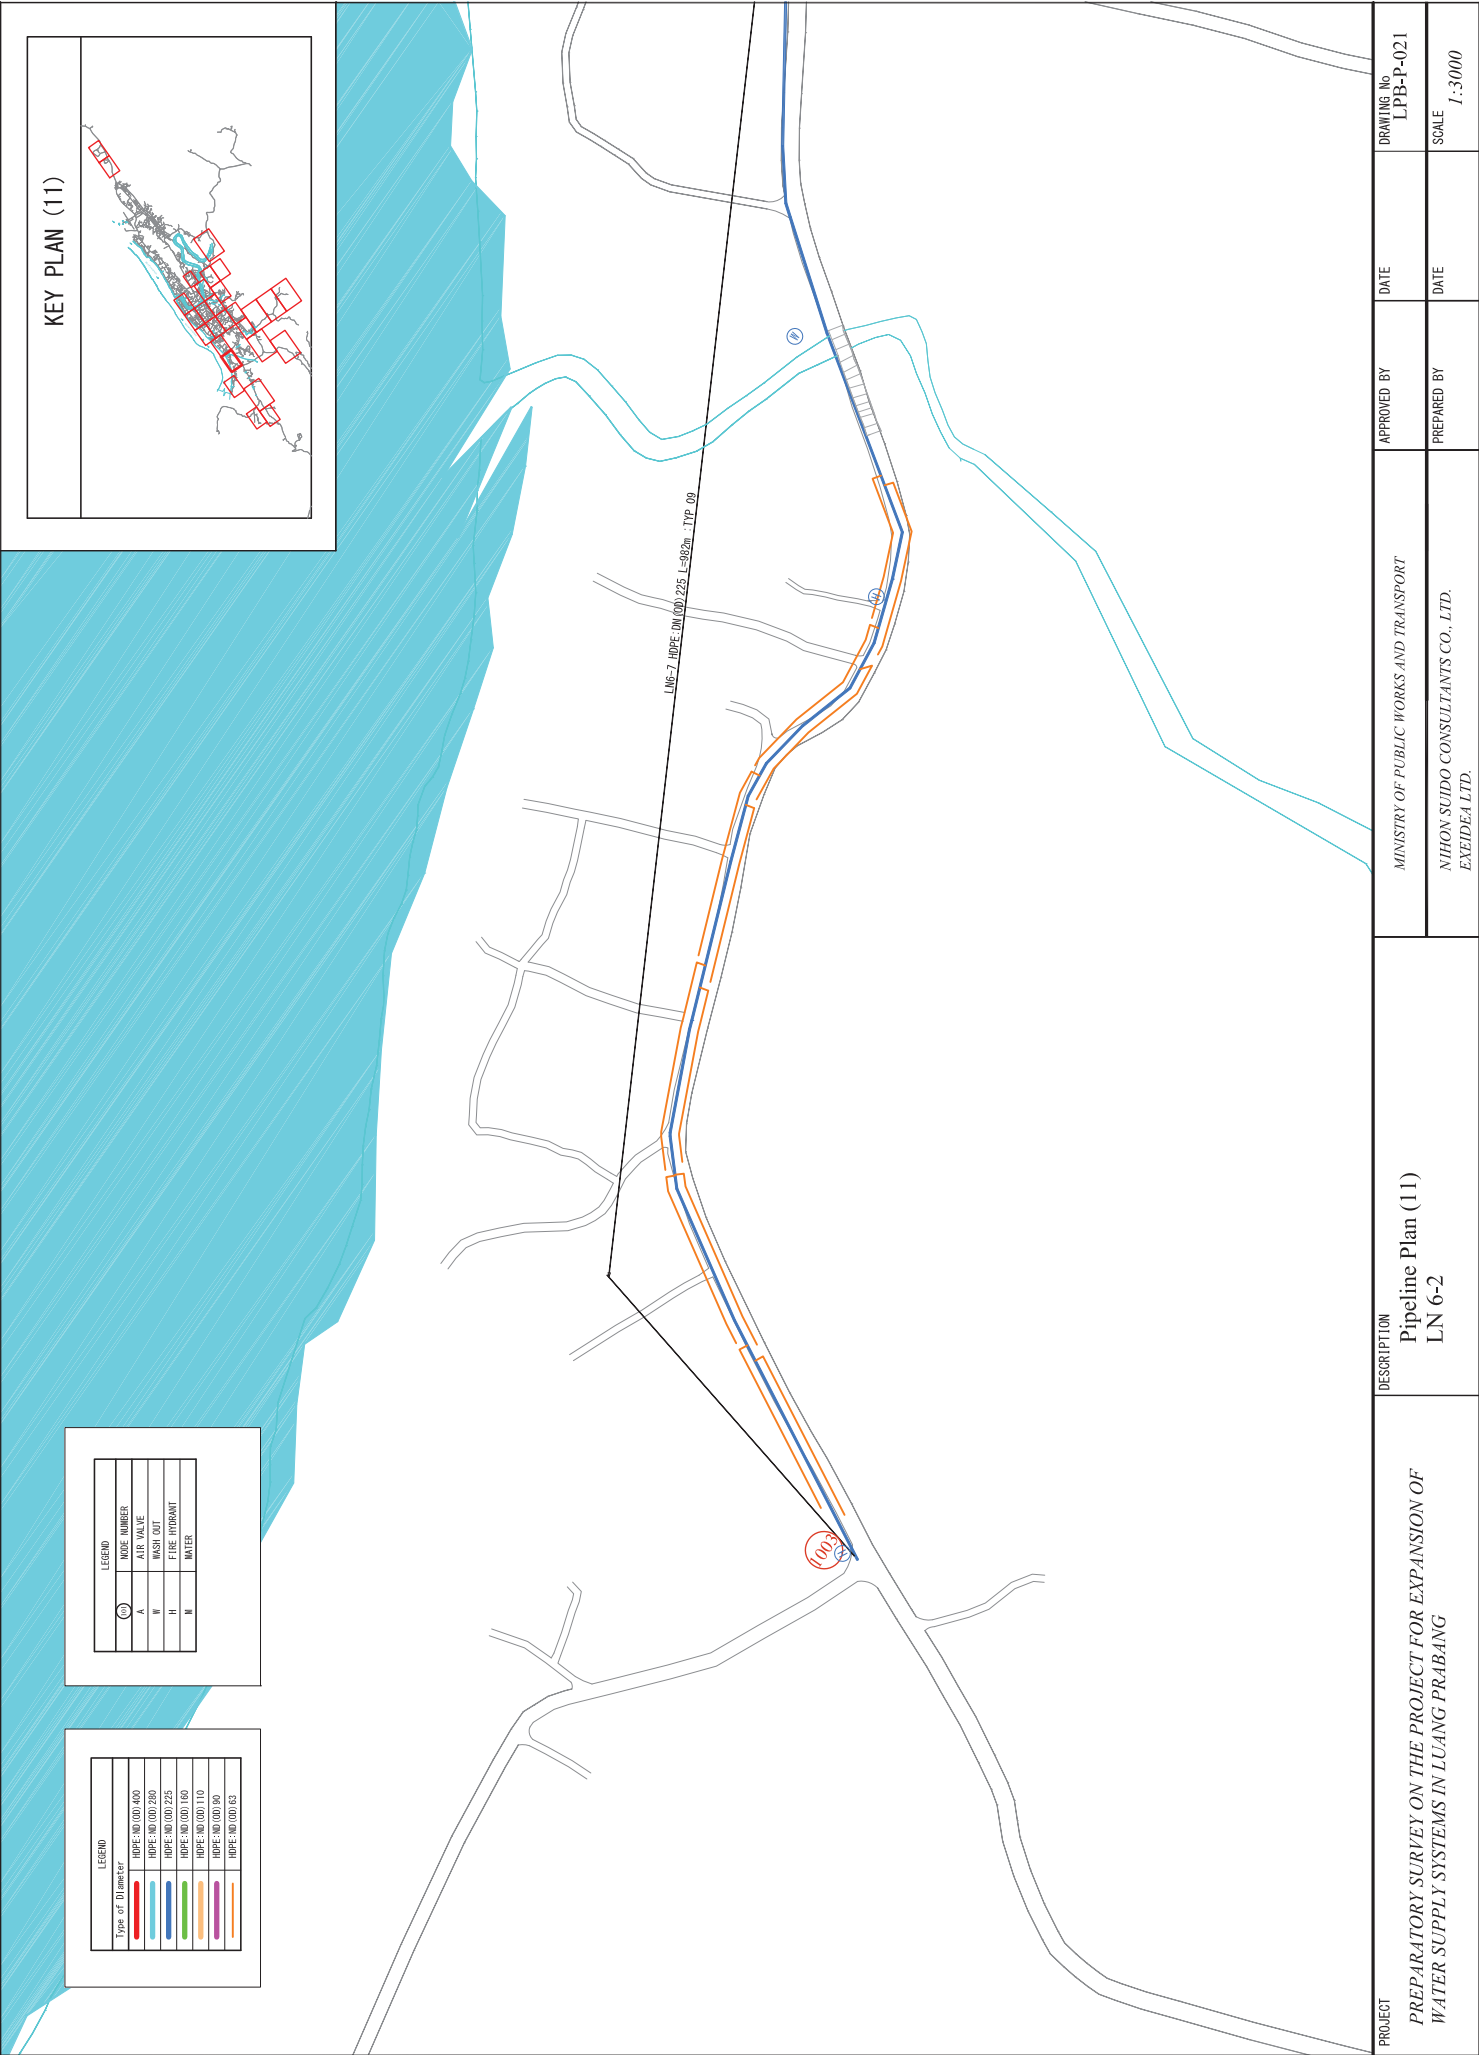 KEY PLAN (11)
LEGEND
101 NODE NUMBER
A AIR VALVE
W WASH OUT
H FIRE HYDRANT
M MATER
LEGEND
Type of Diameter
HDPE:ND(OD)400
HDPE:ND(OD)280
HDPE:ND(OD)225
HDPE:ND(OD)160
HDPE:ND(OD)110
HDPE:ND(OD)90
HDPE:ND(OD)63
LN6-7 HDPE:DN(OD)225 L=982m :TYP 09
W
H
1003
H
PROJECT
PREPARATORY SURVEY ON THE PROJECT FOR EXPANSION OF
WATER SUPPLY SYSTEMS IN LUANG PRABANG
DESCRIPTION
Pipeline Plan (11)
LN 6-2
MINISTRY OF PUBLIC WORKS AND TRANSPORT
NIHON SUIDO CONSULTANTS CO., LTD.
EXEIDEA LTD.
APPROVED BY
DATE
DRAWING No
LPB-P-021
PREPARED BY
DATE
SCALE
1:3000